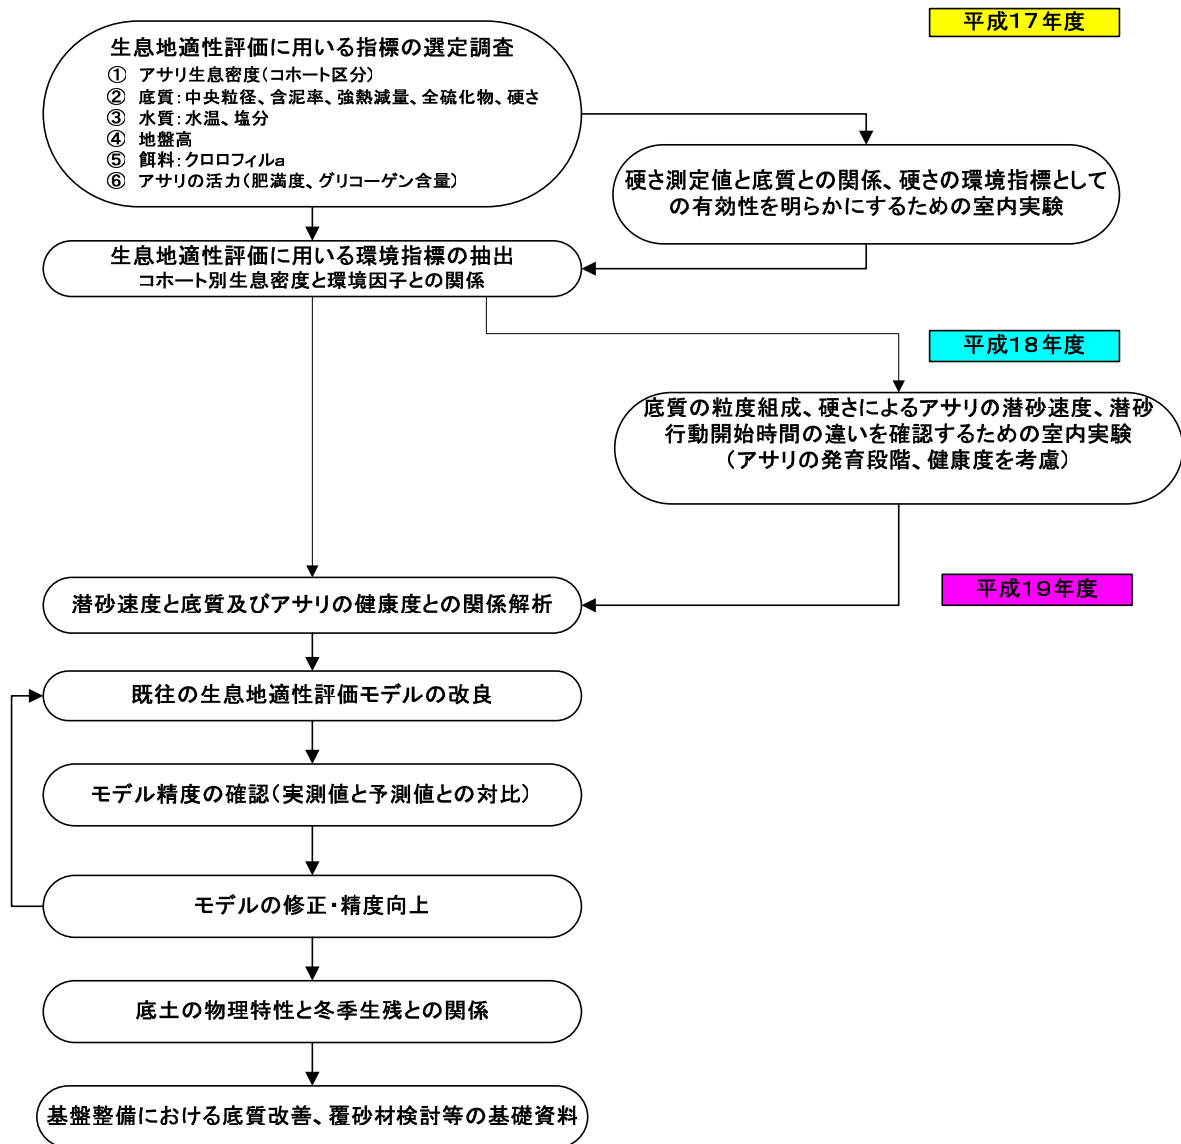 平成17年度
生息地適性評価に用いる指標の選定調査
① アサリ生息密度(コホート区分)
② 底質:中央粒径、含泥率、強熱減量、全硫化物、硬さ
③ 水質:水温、塩分
④ 地盤高
⑤ 餌料:クロロフィルa
⑥ アサリの活力(肥満度、グリコーゲン含量)
硬さ測定値と底質との関係、硬さの環境指標として
の有効性を明らかにするための室内実験
生息地適性評価に用いる環境指標の抽出
コホート別生息密度と環境因子との関係
平成18年度
底質の粒度組成、硬さによるアサリの潜砂速度、潜砂
行動開始時間の違いを確認するための室内実験
(アサリの発育段階、健康度を考慮)
平成19年度
潜砂速度と底質及びアサリの健康度との関係解析
既往の生息地適性評価モデルの改良
モデル精度の確認(実測値と予測値との対比)
モデルの修正・精度向上
底土の物理特性と冬季生残との関係
基盤整備における底質改善、覆砂材検討等の基礎資料